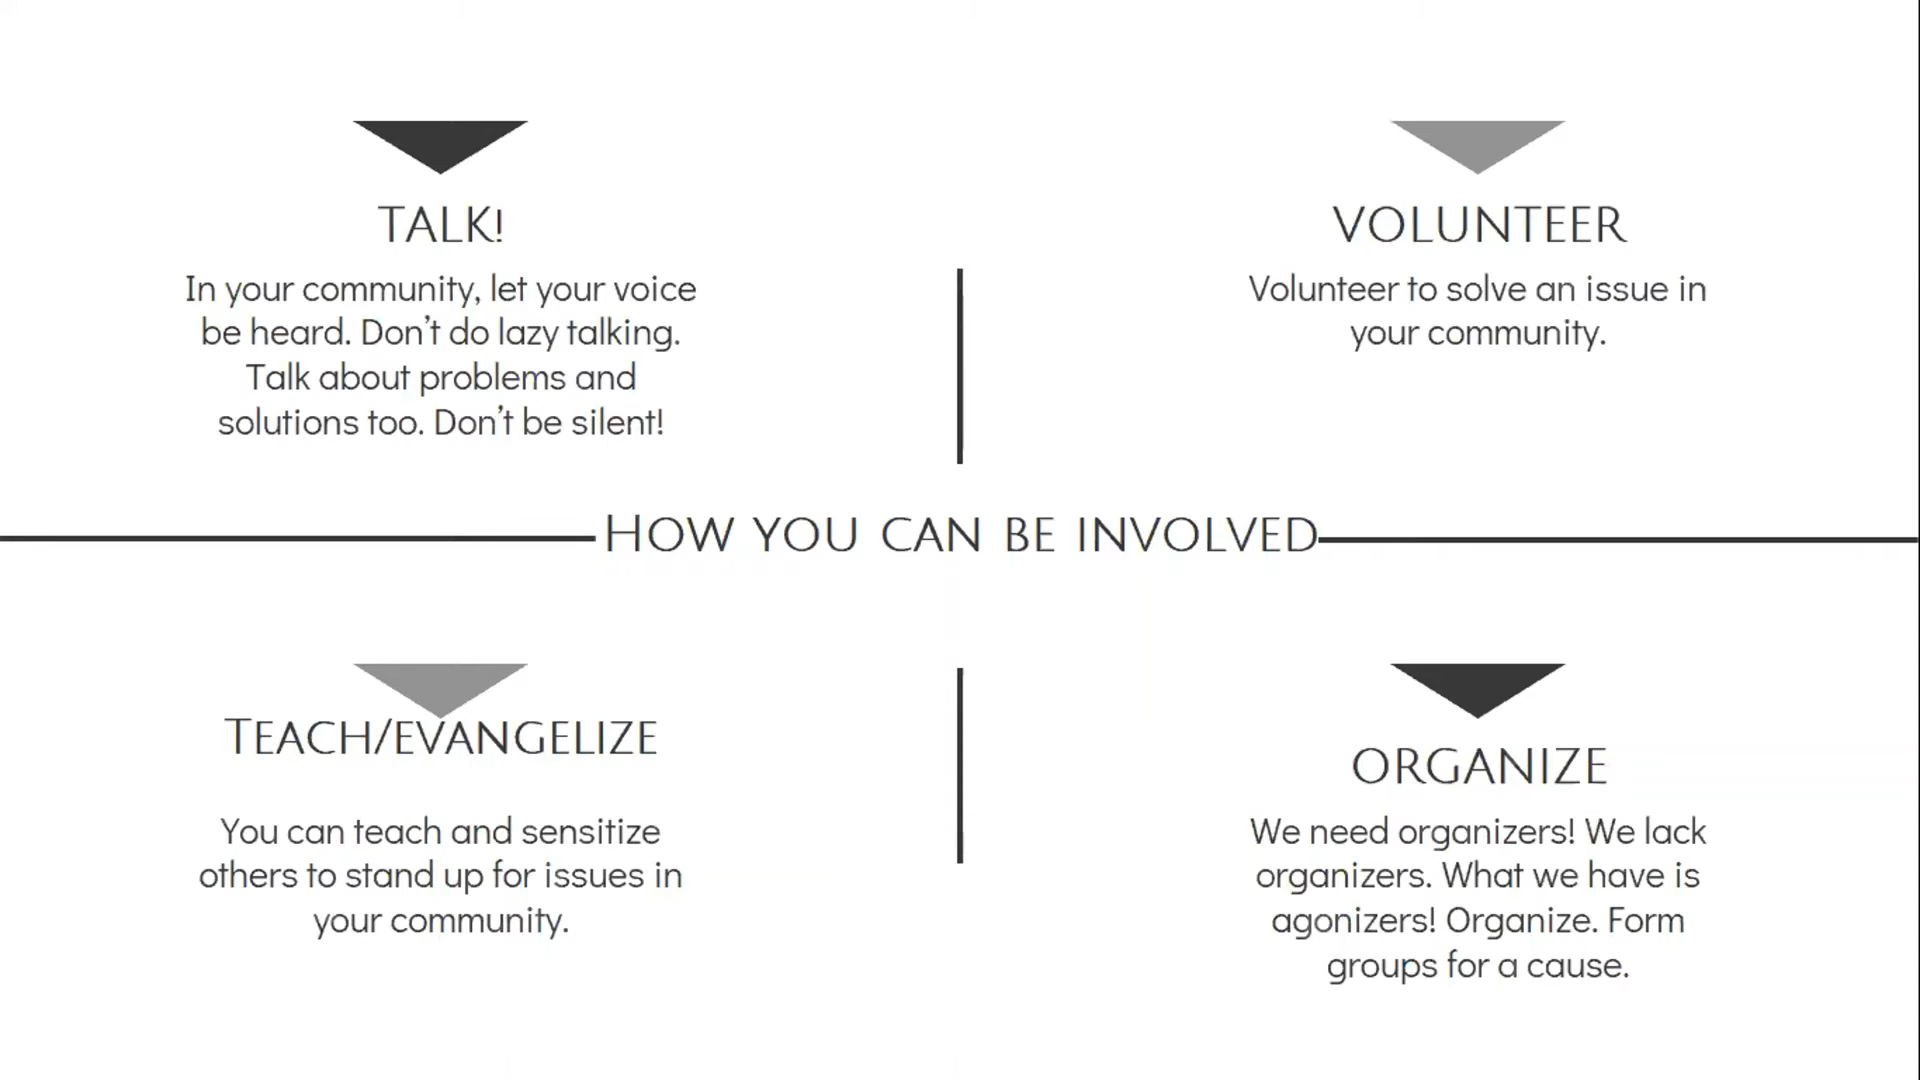 TALK!
In your community, let your voice
be heard. Don't do lazy talking.
Talk about problems and
solutions too. Don't be silent!
VOLUNTEER
Volunteer to solve an issue in
your community.
HOW YOU CAN BE INVOLVED
TEACH/EVANGELIZE
You can teach and sensitize
others to stand up for issues in
your community.
ORGANIZE
We need organizers! We lack
organizers. What we have is
agonizers! Organize. Form
groups for a cause.